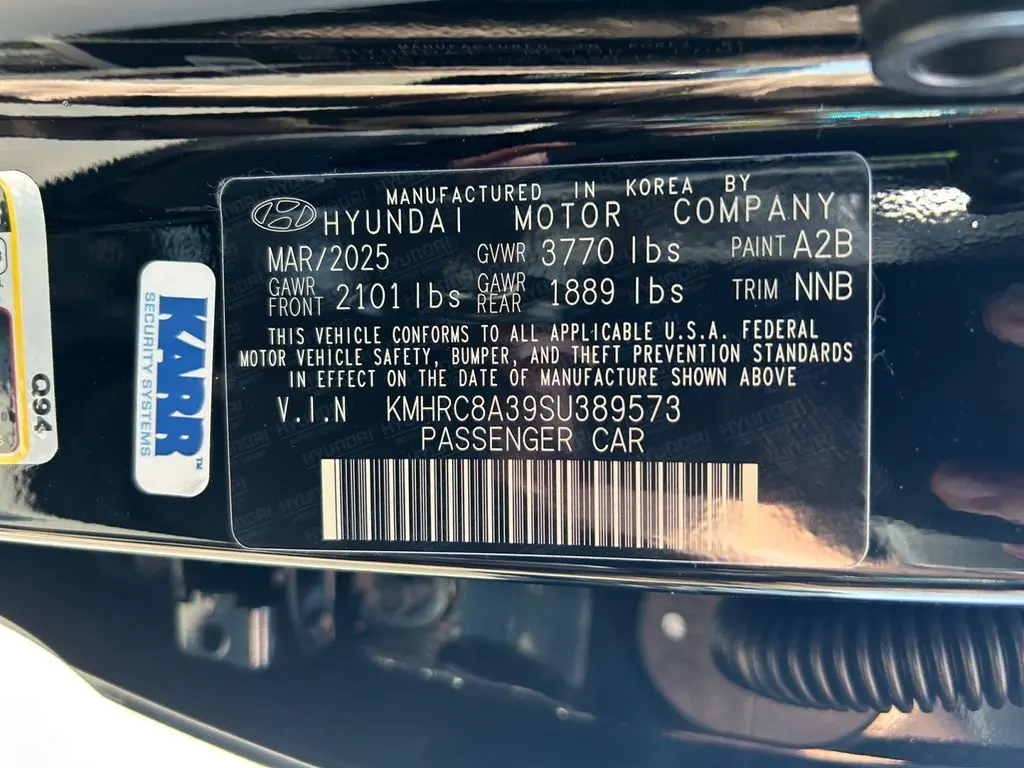 MANUFACTURED IN KOREA BY
HYUNDAI MOTOR COMPANY
MAR/2025 GVWR 3770 lbs PAINT A2B
GAWR FRONT 2101 lbs GAWR REAR 1889 lbs TRIM NNB
THIS VEHICLE CONFORMS TO ALL APPLICABLE U.S.A. FEDERAL
MOTOR VEHICLE SAFETY, BUMPER, AND THEFT PREVENTION STANDARDS
IN EFFECT ON THE DATE OF MANUFACTURE SHOWN ABOVE
V.I.N KMHRC8A39SU389573
PASSENGER CAR
KARR™
SECURITY SYSTEMS
Q94